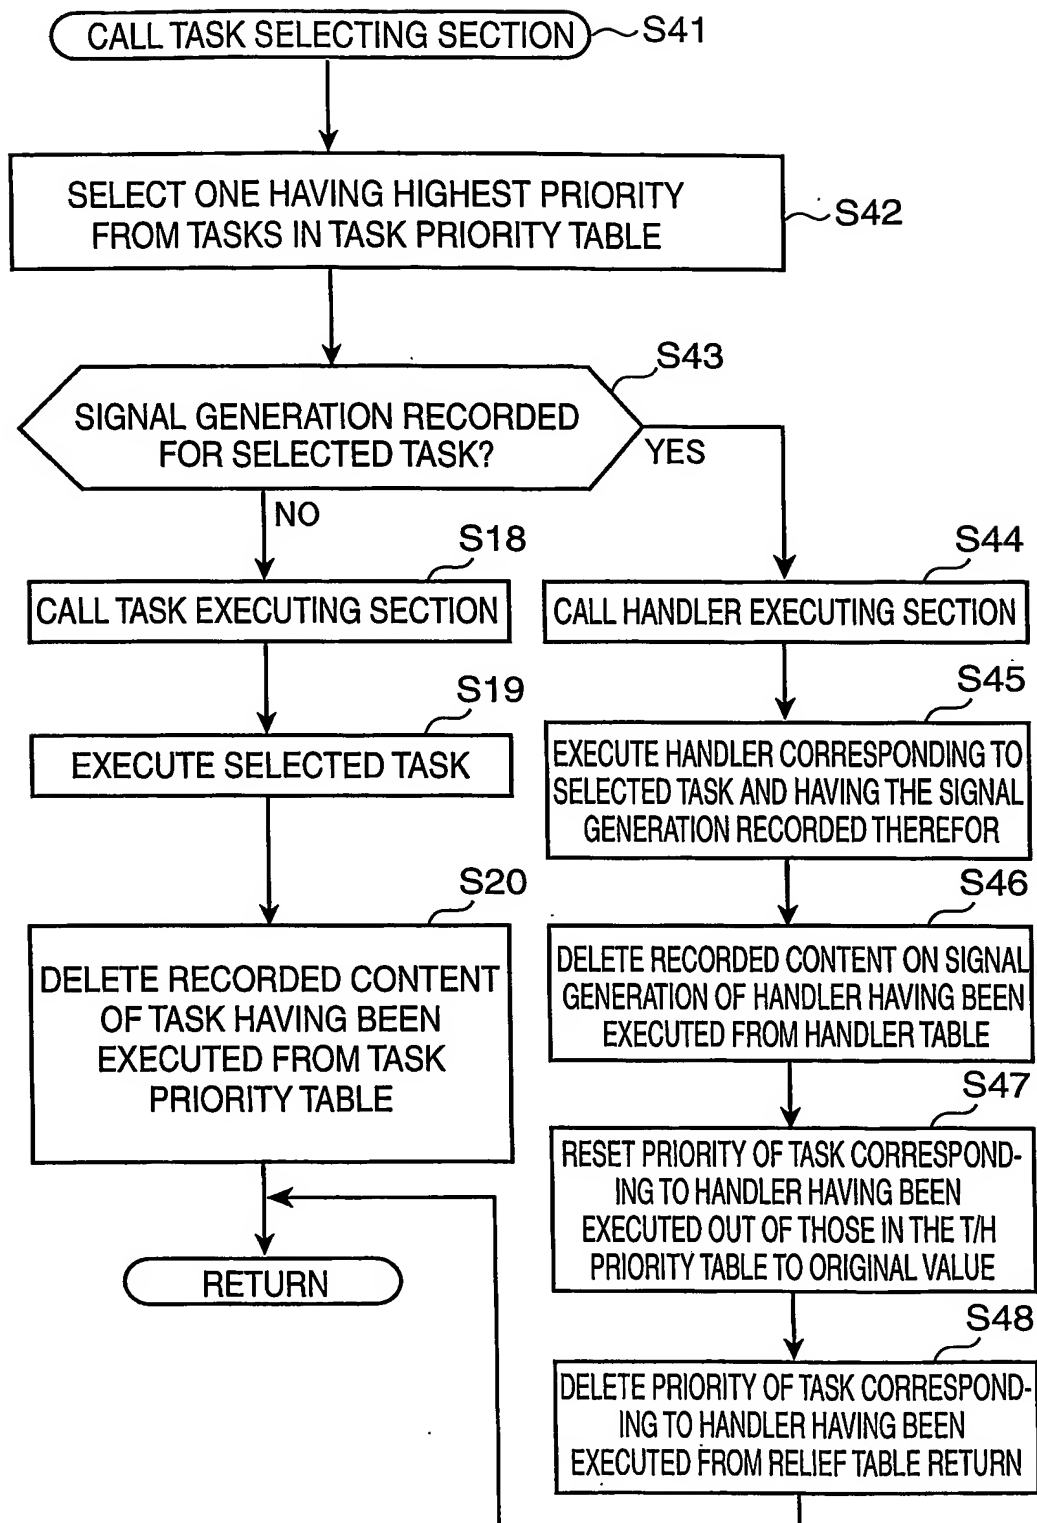 CALL TASK SELECTING SECTION
S41
SELECT ONE HAVING HIGHEST PRIORITY
FROM TASKS IN TASK PRIORITY TABLE
S42
S43
SIGNAL GENERATION RECORDED
FOR SELECTED TASK?
YES
NO
S18
CALL TASK EXECUTING SECTION
S19
EXECUTE SELECTED TASK
S20
DELETE RECORDED CONTENT
OF TASK HAVING BEEN
EXECUTED FROM TASK
PRIORITY TABLE
RETURN
S44
CALL HANDLER EXECUTING SECTION
S45
EXECUTE HANDLER CORRESPONDING TO
SELECTED TASK AND HAVING THE SIGNAL
GENERATION RECORDED THEREFOR
S46
DELETE RECORDED CONTENT ON SIGNAL
GENERATION OF HANDLER HAVING BEEN
EXECUTED FROM HANDLER TABLE
S47
RESET PRIORITY OF TASK CORRESPOND-
ING TO HANDLER HAVING BEEN
EXECUTED OUT OF THOSE IN THE T/H
PRIORITY TABLE TO ORIGINAL VALUE
S48
DELETE PRIORITY OF TASK CORRESPOND-
ING TO HANDLER HAVING BEEN
EXECUTED FROM RELIEF TABLE RETURN